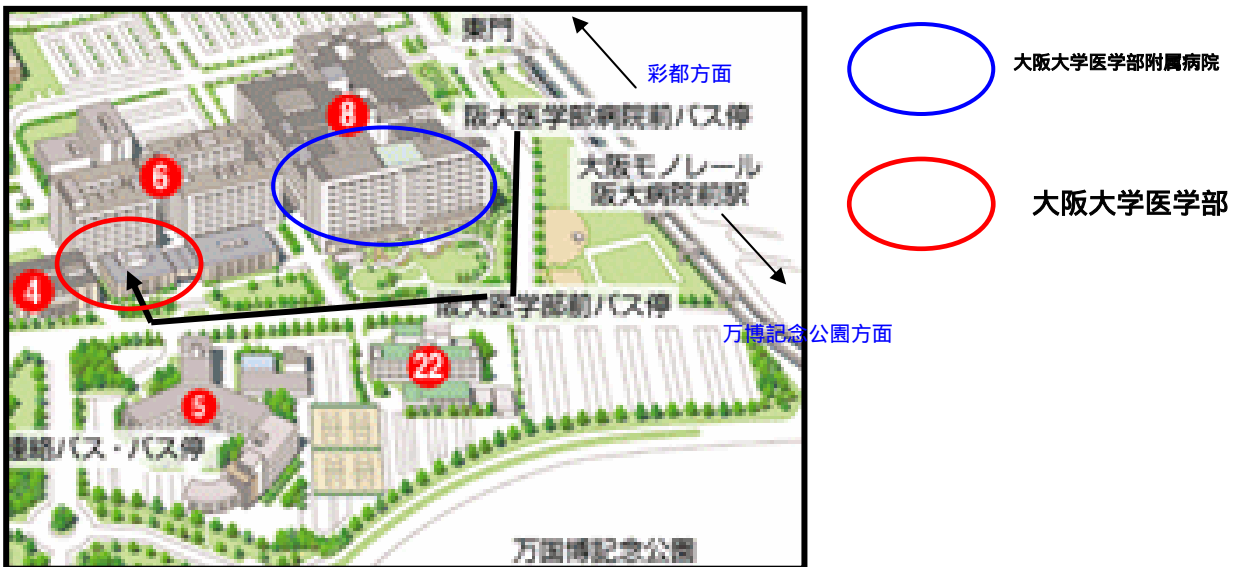 東門
彩都方面
8
阪大医学部病院前バス停
大阪モノレール
阪大病院前駅
6
4
阪大医学部前バス停
万博記念公園方面
22
5
連絡バス・バス停
万国博記念公園
大阪大学医学部附属病院
大阪大学医学部